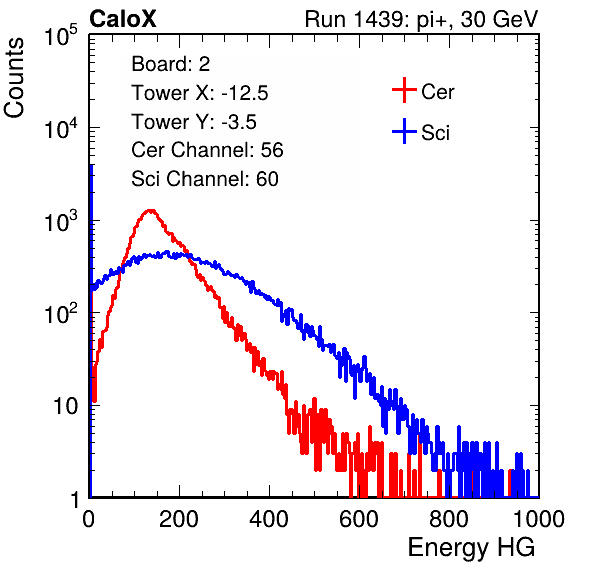 CaloX Run 1439: pi+, 30 GeV
Counts
Board: 2
Tower X: -12.5
Tower Y: -3.5
Cer Channel: 56
Sci Channel: 60
Cer
Sci
10^5
10^4
10^3
10^2
10
1
0 200 400 600 800 1000
Energy HG